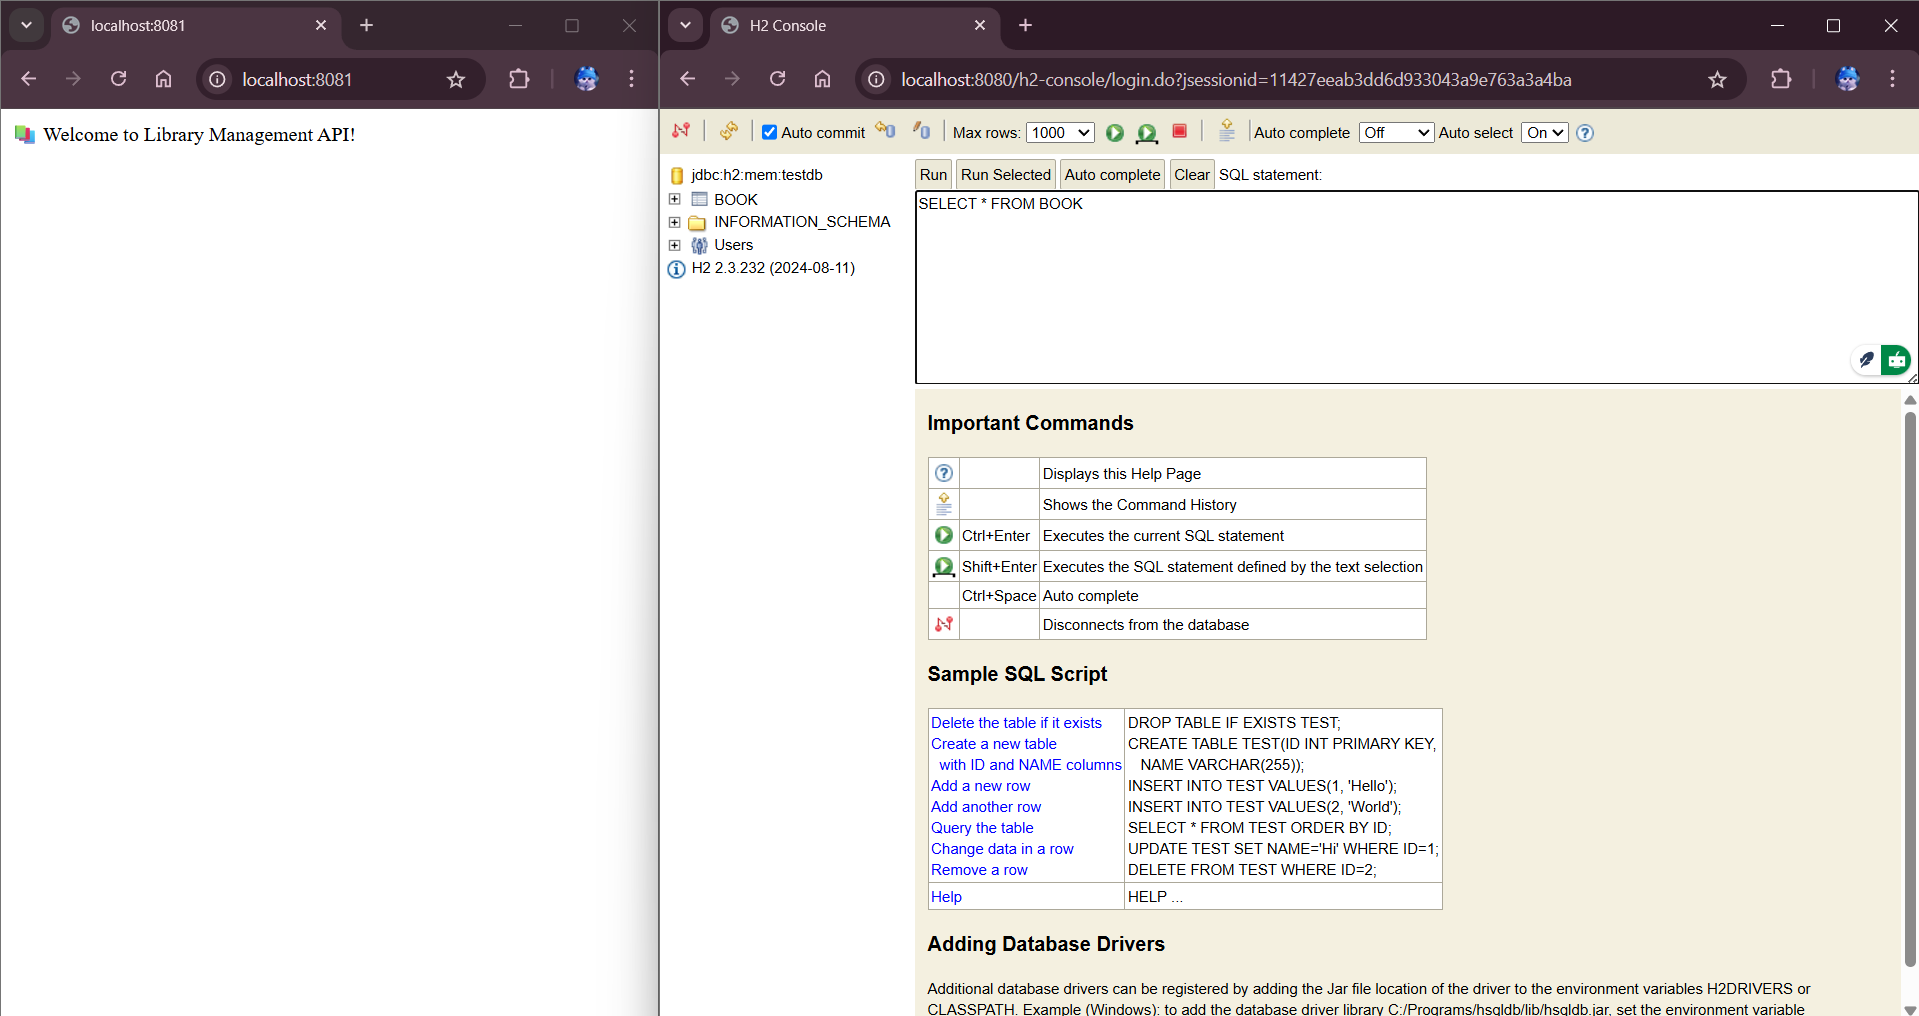 localhost:8081
localhost:8081
Welcome to Library Management API!
H2 Console
localhost:8080/h2-console/login.do?jsessionid=11427eeab3dd6d933043a9e763a3a4ba
Auto commit
Max rows: 1000
Auto complete Off
Auto select On
jdbc:h2:mem:testdb
BOOK
INFORMATION_SCHEMA
Users
H2 2.3.232 (2024-08-11)
Run Run Selected Auto complete Clear SQL statement:
SELECT * FROM BOOK
Important Commands
Displays this Help Page
Shows the Command History
Ctrl+Enter Executes the current SQL statement
Shift+Enter Executes the SQL statement defined by the text selection
Ctrl+Space Auto complete
Disconnects from the database
Sample SQL Script
Delete the table if it exists DROP TABLE IF EXISTS TEST;
Create a new table CREATE TABLE TEST(ID INT PRIMARY KEY,
with ID and NAME columns NAME VARCHAR(255));
Add a new row INSERT INTO TEST VALUES(1, 'Hello');
Add another row INSERT INTO TEST VALUES(2, 'World');
Query the table SELECT * FROM TEST ORDER BY ID;
Change data in a row UPDATE TEST SET NAME='Hi' WHERE ID=1;
Remove a row DELETE FROM TEST WHERE ID=2;
Help HELP ...
Adding Database Drivers
Additional database drivers can be registered by adding the Jar file location of the driver to the environment variables H2DRIVERS or
CLASSPATH. Example (Windows): to add the database driver library C:/Programs/hsqldb/lib/hsqldb.jar, set the environment variable